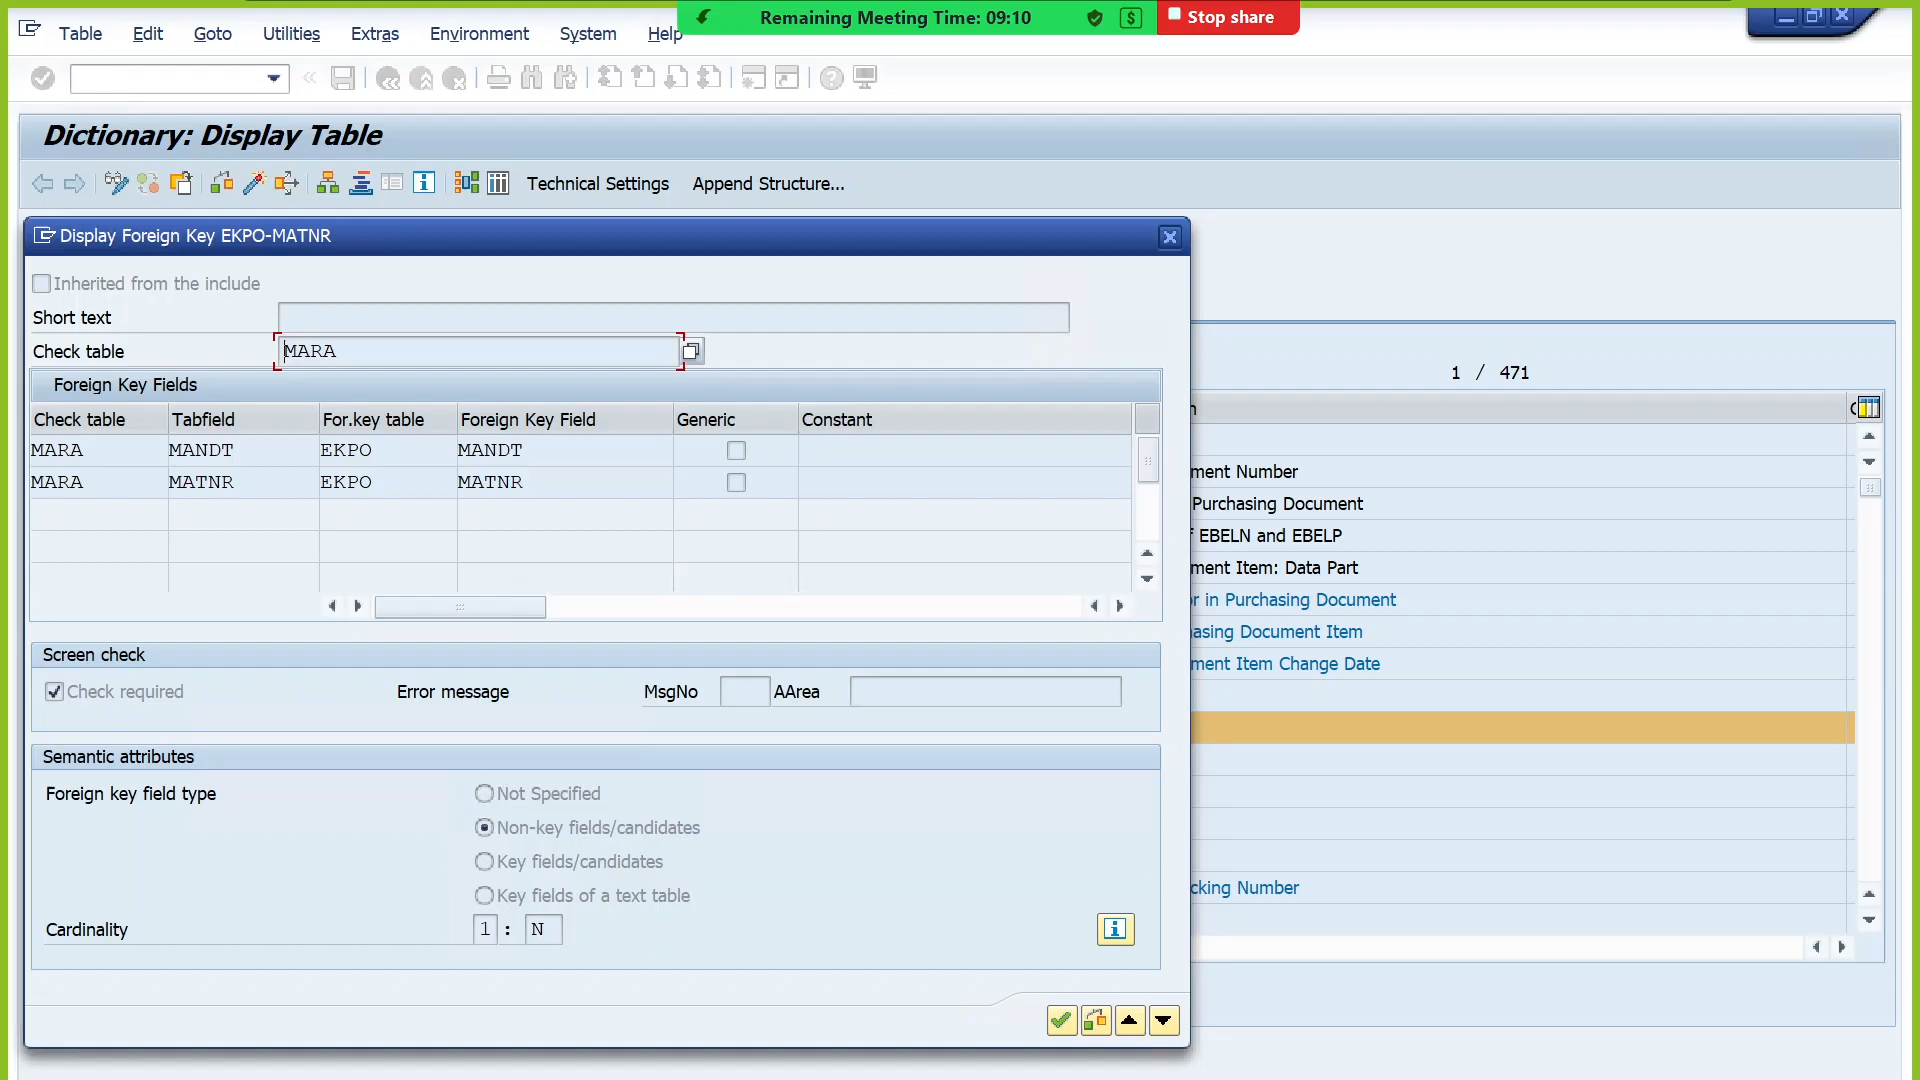 Remaining Meeting Time: 09:10 $ Stop share
Table Edit Goto Utilities Extras Environment System Help
Dictionary: Display Table
Technical Settings Append Structure...
Display Foreign Key EKPO-MATNR
Inherited from the include
Short text
Check table MARA
Foreign Key Fields
Check table Tabfield For.key table Foreign Key Field Generic Constant
MARA MANDT EKPO MANDT
MARA MATNR EKPO MATNR
Screen check
Check required Error message MsgNo AArea
Semantic attributes
Foreign key field type Not Specified
Non-key fields/candidates
Key fields/candidates
Key fields of a text table
Cardinality 1 : N
1 / 471
Number
Purchasing Document
EBELN and EBELP
Item: Data Part
in Purchasing Document
Document Item
Item Change Date
Number